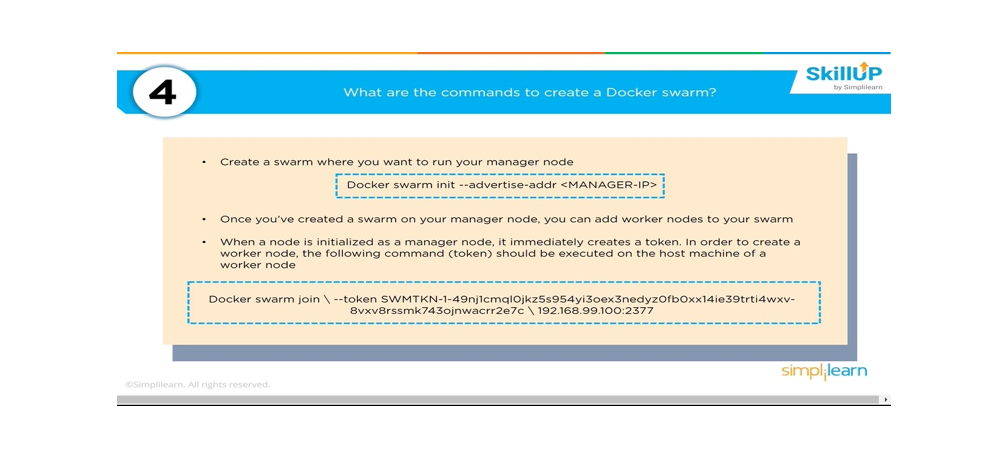 4
What are the commands to create a Docker swarm?
SkillUP
by Simplilearn
• Create a swarm where you want to run your manager node
Docker swarm init --advertise-addr <MANAGER-IP>
• Once you've created a swarm on your manager node, you can add worker nodes to your swarm
• When a node is initialized as a manager node, it immediately creates a token. In order to create a
worker node, the following command (token) should be executed on the host machine of a
worker node
Docker swarm join \ --token SWMTKN-1-49nj1cmql0jkz5s954yi3oex3nedyz0fb0xx14ie39trti4wxv-
8vxv8rssmk743ojnwacrr2e7c \ 192.168.99.100:2377
simplilearn
©Simplilearn. All rights reserved.